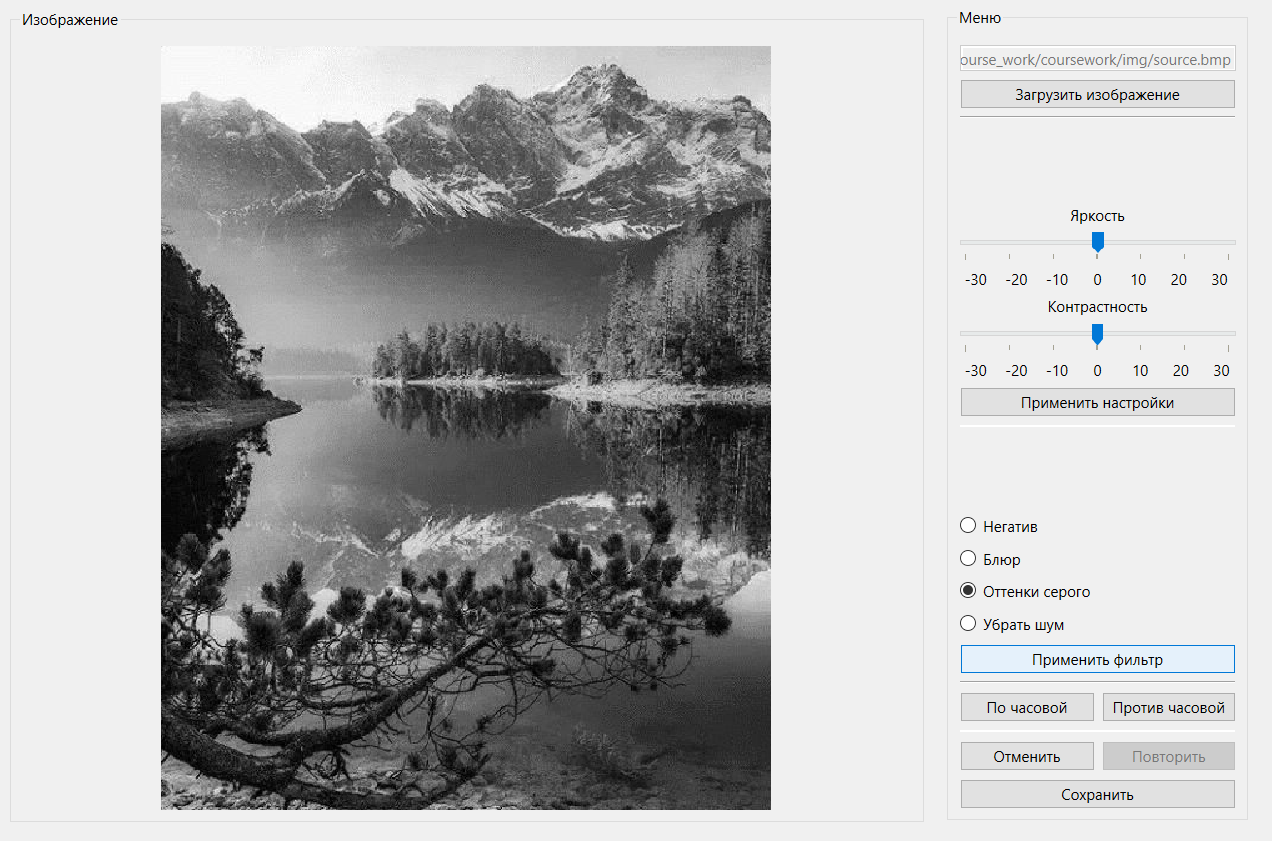 Изображение
Меню
ourse_work/coursework/img/source.bmp
Загрузить изображение
Яркость
-30 -20 -10 0 10 20 30
Контрастность
-30 -20 -10 0 10 20 30
Применить настройки
Негатив
Блюр
Оттенки серого
Убрать шум
Применить фильтр
По часовой Против часовой
Отменить Повторить
Сохранить